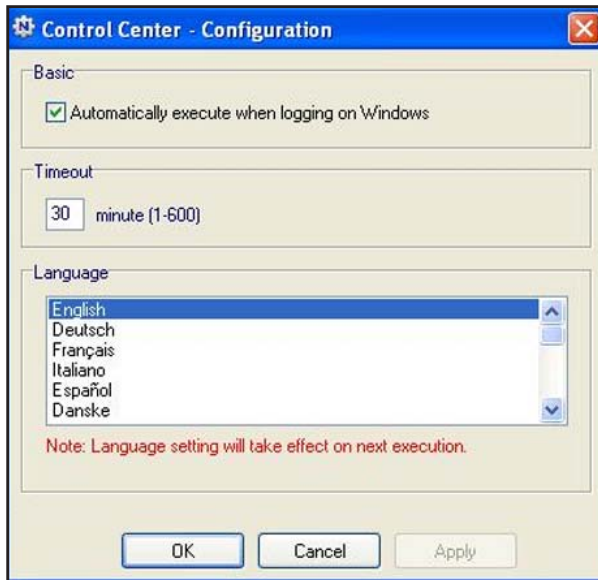 Control Center - Configuration
Basic
Automatically execute when logging on Windows
Timeout
30 minute (1-600)
Language
English
Deutsch
Français
Italiano
Español
Danske
Note: Language setting will take effect on next execution.
OK Cancel Apply